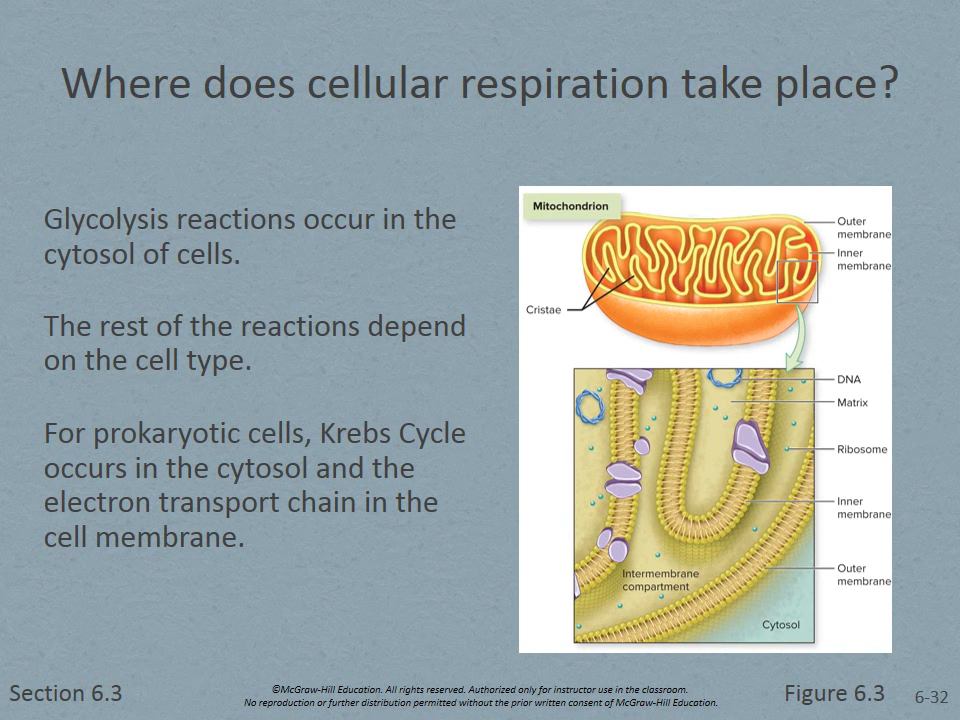 Where does cellular respiration take place?
Glycolysis reactions occur in the
cytosol of cells.
The rest of the reactions depend
on the cell type.
For prokaryotic cells, Krebs Cycle
occurs in the cytosol and the
electron transport chain in the
cell membrane.
Mitochondrion
Outer
membrane
Inner
membrane
Cristae
DNA
Matrix
Ribosome
Inner
membrane
Outer
membrane
Intermembrane
compartment
Cytosol
Section 6.3
©McGraw-Hill Education. All rights reserved. Authorized only for instructor use in the classroom.
No reproduction or further distribution permitted without the prior written consent of McGraw-Hill Education.
Figure 6.3
6-32